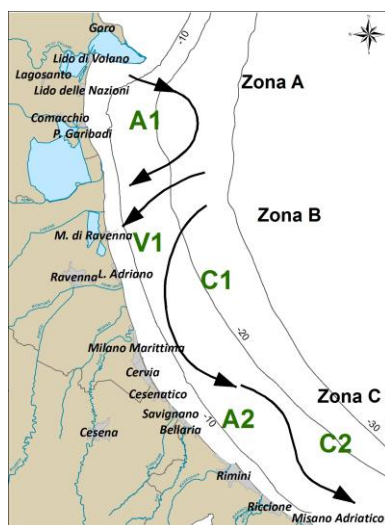 Goro
-10
Lido di Volano
Lagosanto
Lido delle Nazioni
Zona A
Comacchio
P. Garibadi
A1
Zona B
M. di Ravenna
V1
Ravenna
L. Adriano
C1
-20
Milano Marittima
Cervia
Cesenatico
Zona C
Savignano
-10
A2
-30
Cesena
Bellaria
C2
Rimini
Riccione
Misano Adriatico